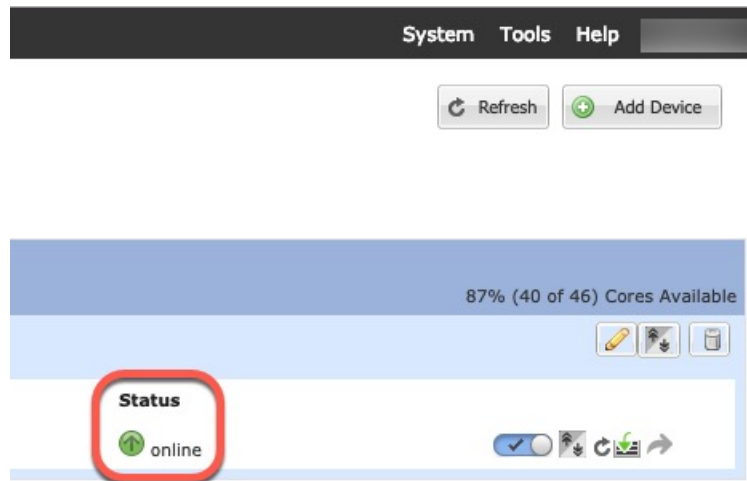 System Tools Help
Refresh Add Device
87% (40 of 46) Cores Available
Status
online